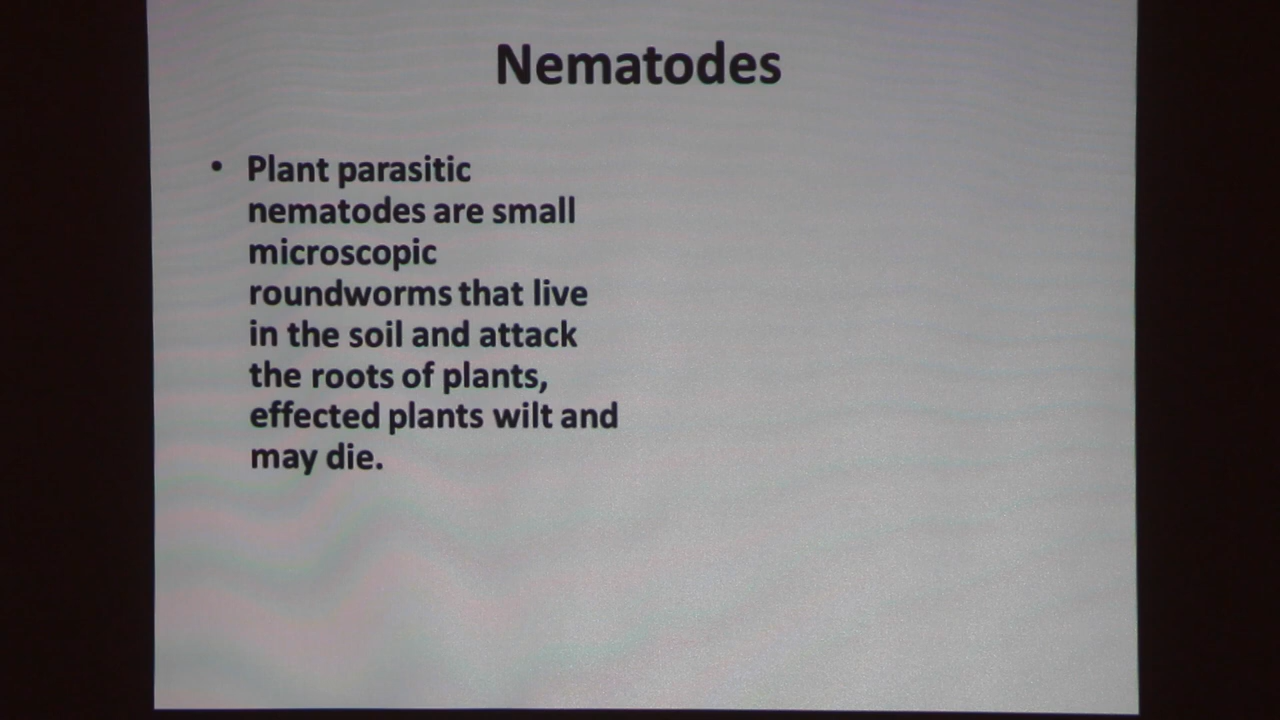 Nematodes
• Plant parasitic
nematodes are small
microscopic
roundworms that live
in the soil and attack
the roots of plants,
effected plants wilt and
may die.